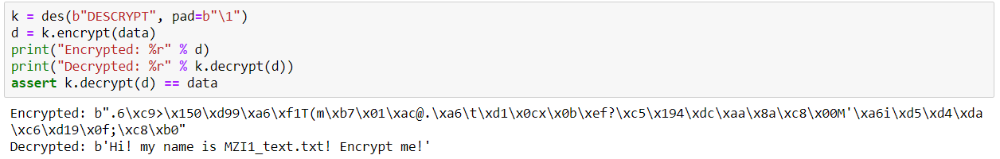 k = des(b"DESCRYPT", pad=b"\1")
d = k.encrypt(data)
print("Encrypted: %r" % d)
print("Decrypted: %r" % k.decrypt(d))
assert k.decrypt(d) == data
Encrypted: b".6\xc9>\x150\xd99\xa6\xf1T(m\xb7\x01\xac@.\xa6\t\xd1\x0cx\x0b\xef?\xc5\x194\xdc\xaa\x8a\xc8\x00M'\xa6i\xd5\xd4\xda
\xc6\xd19\x0f;\xc8\xb0"
Decrypted: b'Hi! my name is MZI1_text.txt! Encrypt me!'